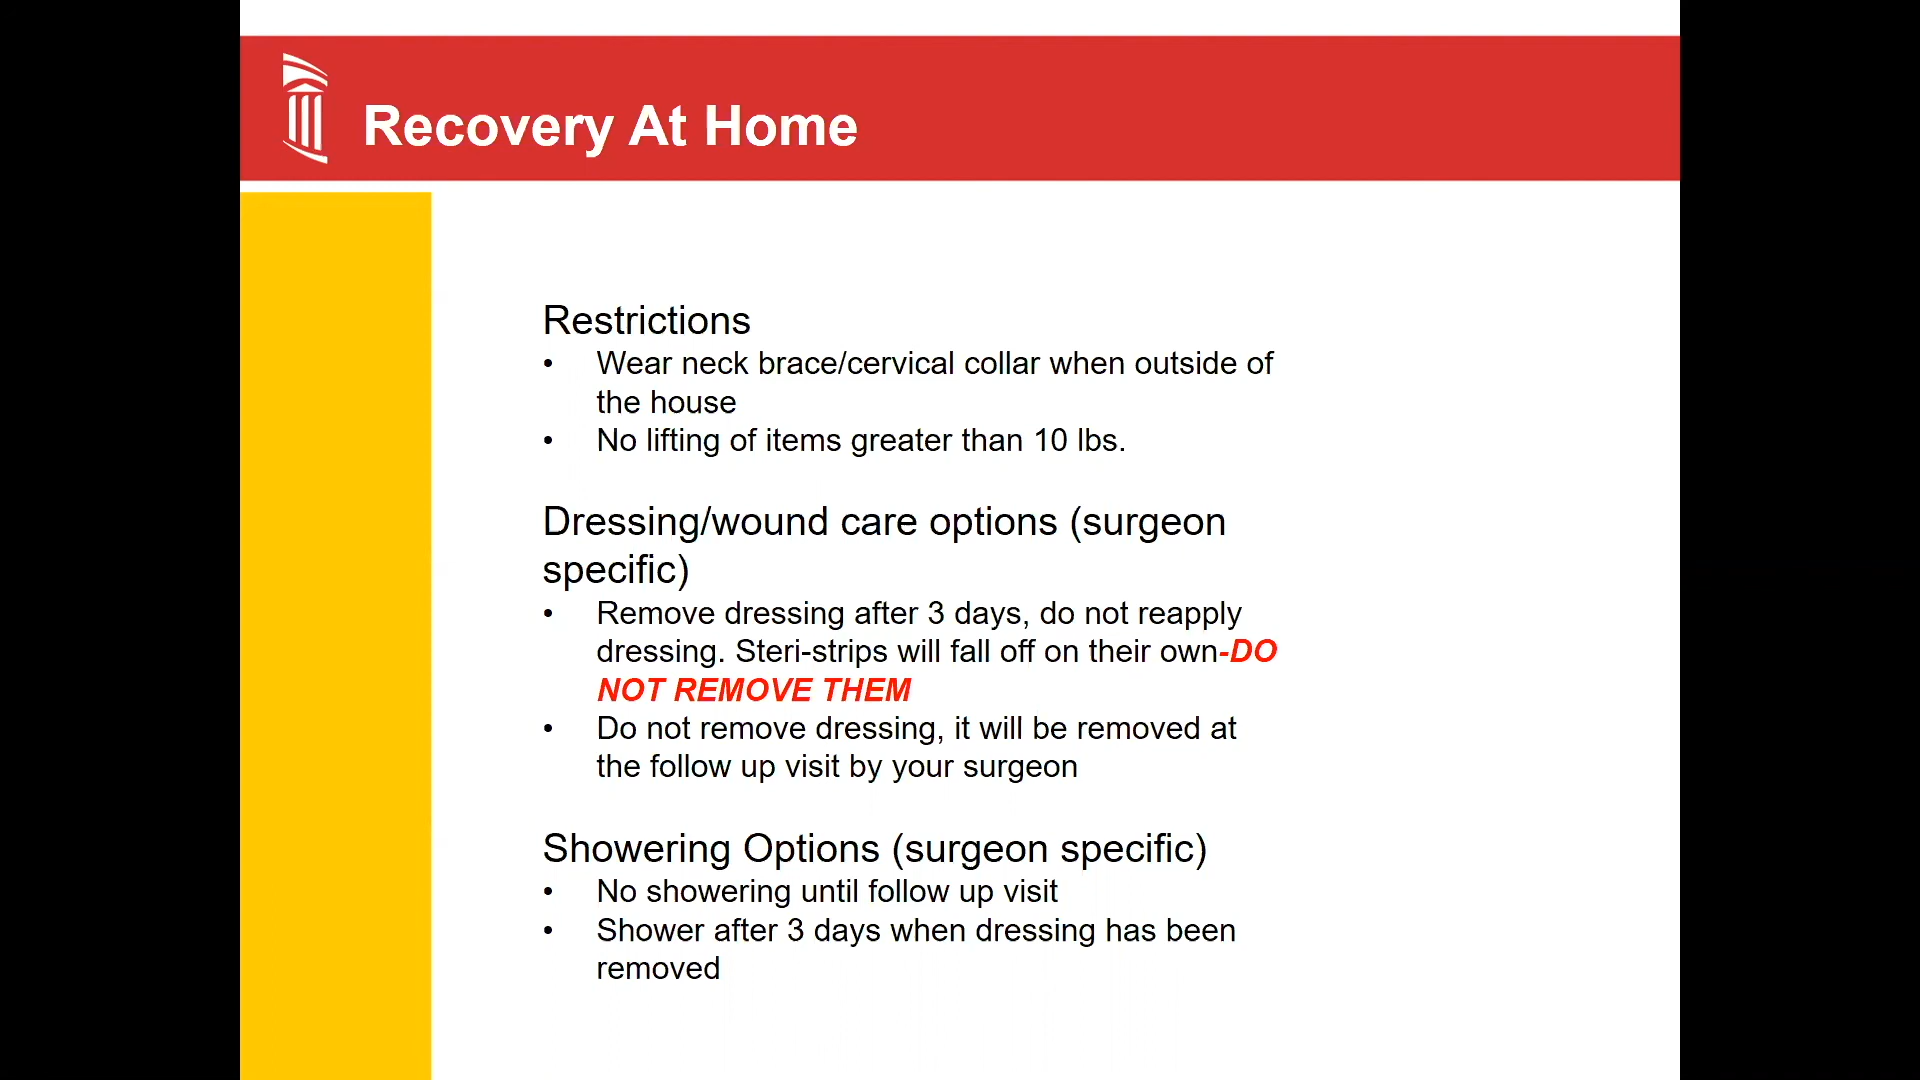 Recovery At Home
Restrictions
• Wear neck brace/cervical collar when outside of
the house
• No lifting of items greater than 10 lbs.
Dressing/wound care options (surgeon
specific)
• Remove dressing after 3 days, do not reapply
dressing. Steri-strips will fall off on their own-DO
NOT REMOVE THEM
• Do not remove dressing, it will be removed at
the follow up visit by your surgeon
Showering Options (surgeon specific)
• No showering until follow up visit
• Shower after 3 days when dressing has been
removed